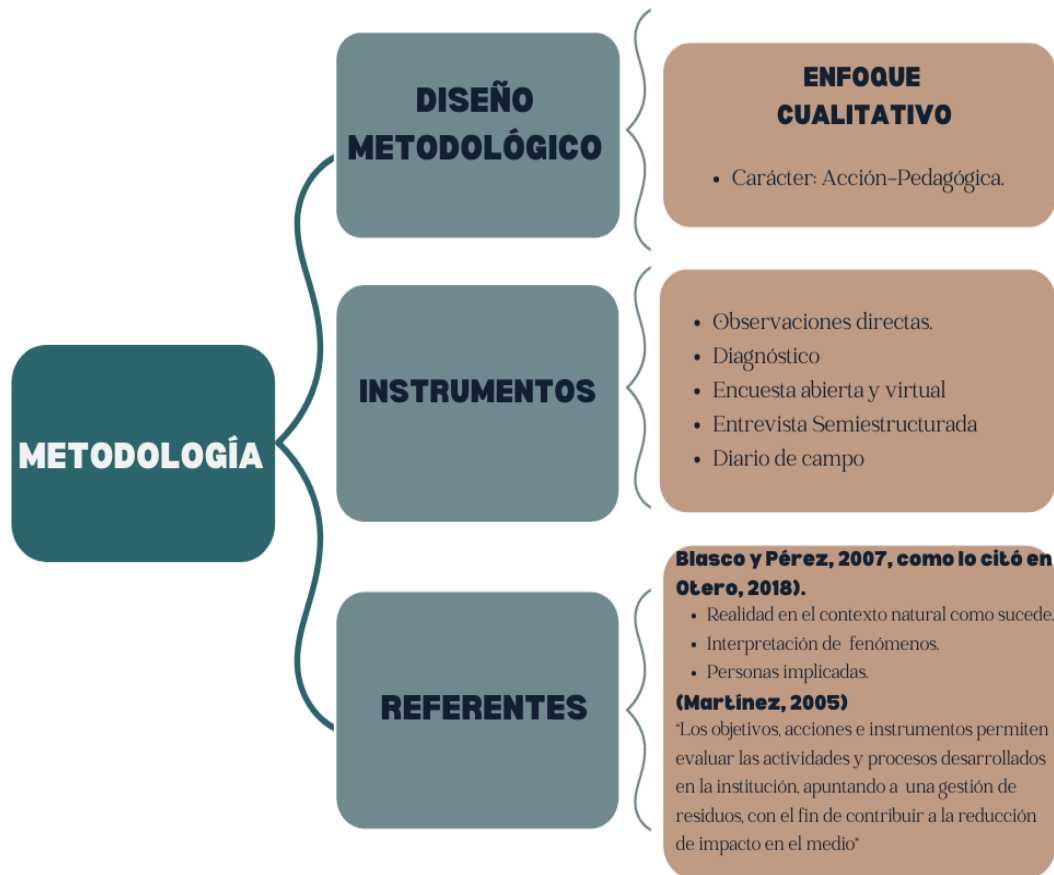 METODOLOGÍA
DISEÑO
METODOLÓGICO
ENFOQUE
CUALITATIVO
• Carácter: Acción-Pedagógica.
INSTRUMENTOS
• Observaciones directas.
• Diagnóstico
• Encuesta abierta y virtual
• Entrevista Semiestructurada
• Diario de campo
REFERENTES
Blasco y Pérez, 2007, como lo citó en
Otero, 2018).
• Realidad en el contexto natural como sucede.
• Interpretación de fenómenos.
• Personas implicadas.
(Martínez, 2005)
"Los objetivos, acciones e instrumentos permiten
evaluar las actividades y procesos desarrollados
en la institución, apuntando a una gestión de
residuos, con el fin de contribuir a la reducción
de impacto en el medio"